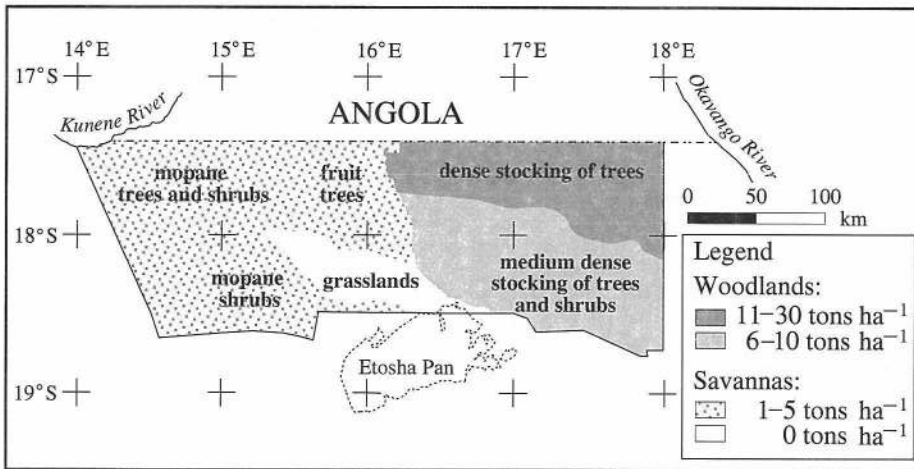 14°E 15°E 16°E 17°E 18°E
17°S
Kunene River
ANGOLA
Okavango River
mopane
trees and shrubs
fruit
trees
dense stocking of trees
0 50 100
km
18°S
mopane
shrubs
grasslands
medium dense
stocking of trees
and shrubs
Etosha Pan
19°S
Legend
Woodlands:
11–30 tons ha⁻¹
6–10 tons ha⁻¹
Savannas:
1–5 tons ha⁻¹
0 tons ha⁻¹